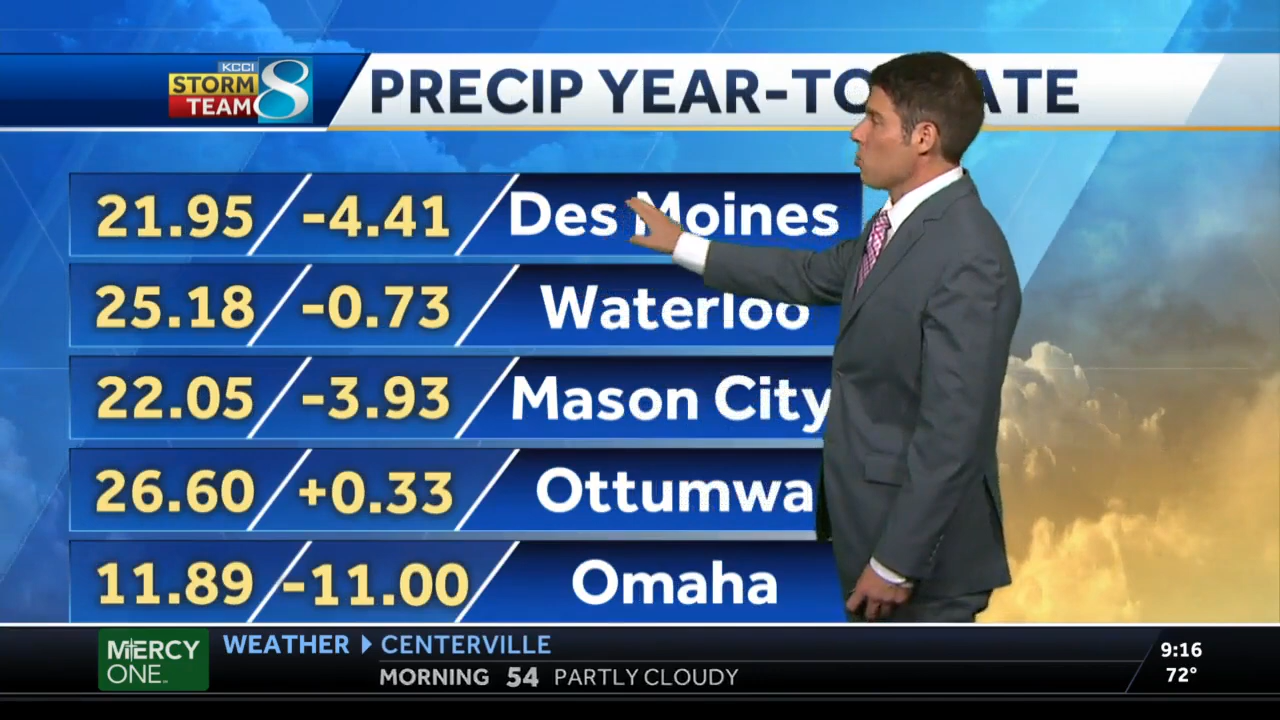 KCCI
STORM
TEAM 8
PRECIP YEAR-TO
21.95 / -4.41 / Des Moines
25.18 / -0.73 / Waterloo
22.05 / -3.93 / Mason City
26.60 / +0.33 / Ottumwa
11.89 / -11.00 / Omaha
MERCY
ONE
WEATHER CENTERVILLE
MORNING 54 PARTLY CLOUDY
9:16
72°